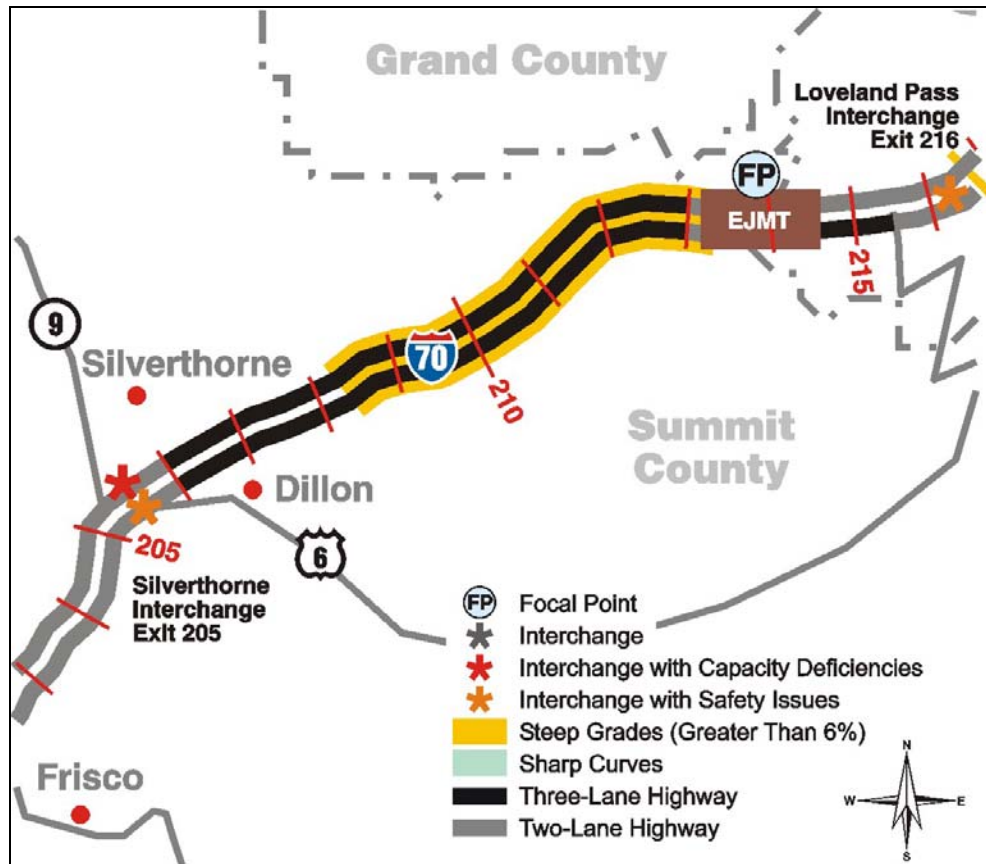 Grand County
Loveland Pass
Interchange
Exit 216
FP
EJMT
215
9
Silverthorne
70
210
Summit
County
Dillon
205
6
Silverthorne
Interchange
Exit 205
Frisco
FP Focal Point
Interchange
Interchange with Capacity Deficiencies
Interchange with Safety Issues
Steep Grades (Greater Than 6%)
Sharp Curves
Three-Lane Highway
Two-Lane Highway
N
W E
S